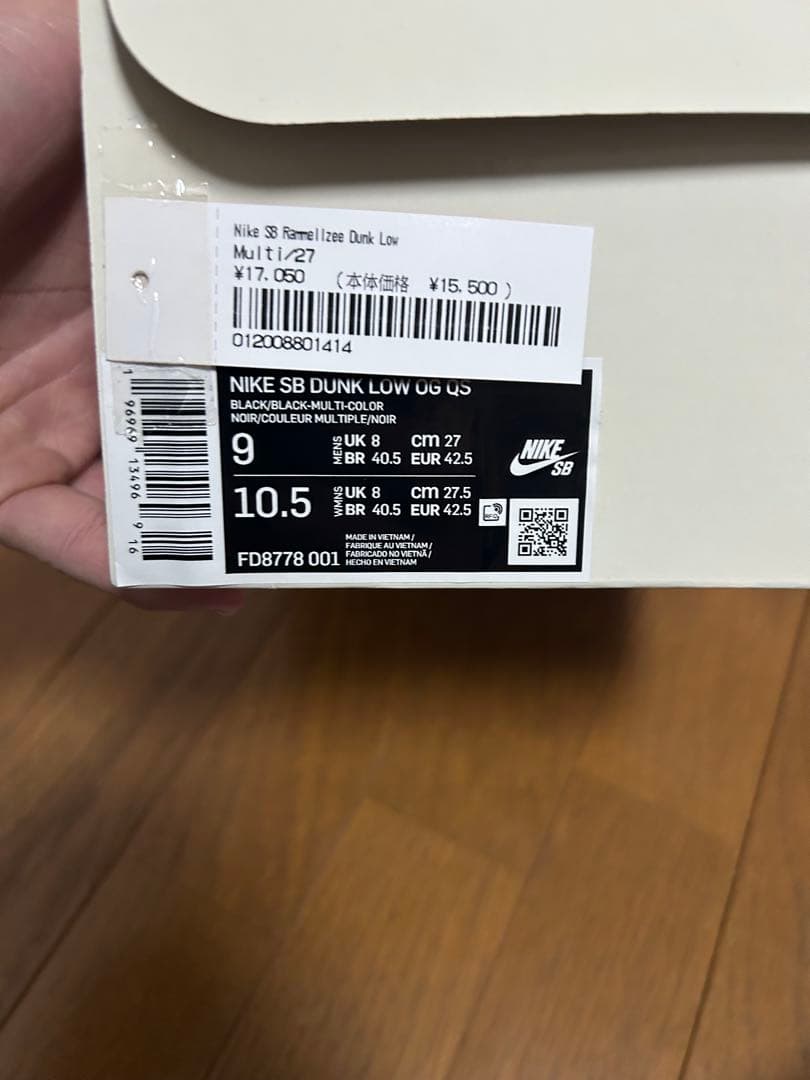 Nike SB Rammellzee Dunk Low
Multi/27
¥17,050 (本体価格 ¥15,500 )
012008801414
NIKE SB DUNK LOW OG QS
BLACK/BLACK-MULTI-COLOR
NOIR/COULEUR MULTIPLE/NOIR
9 MENS UK 8 CM 27
BR 40.5 EUR 42.5
10.5 WMNS UK 8 CM 27.5
BR 40.5 EUR 42.5
FD8778 001
MADE IN VIETNAM /
FABRIQUE AU VIETNAM /
FABRICADO NO VIETNÃ /
HECHO EN VIETNAM
NIKE SB
1 96969 13496 9 16